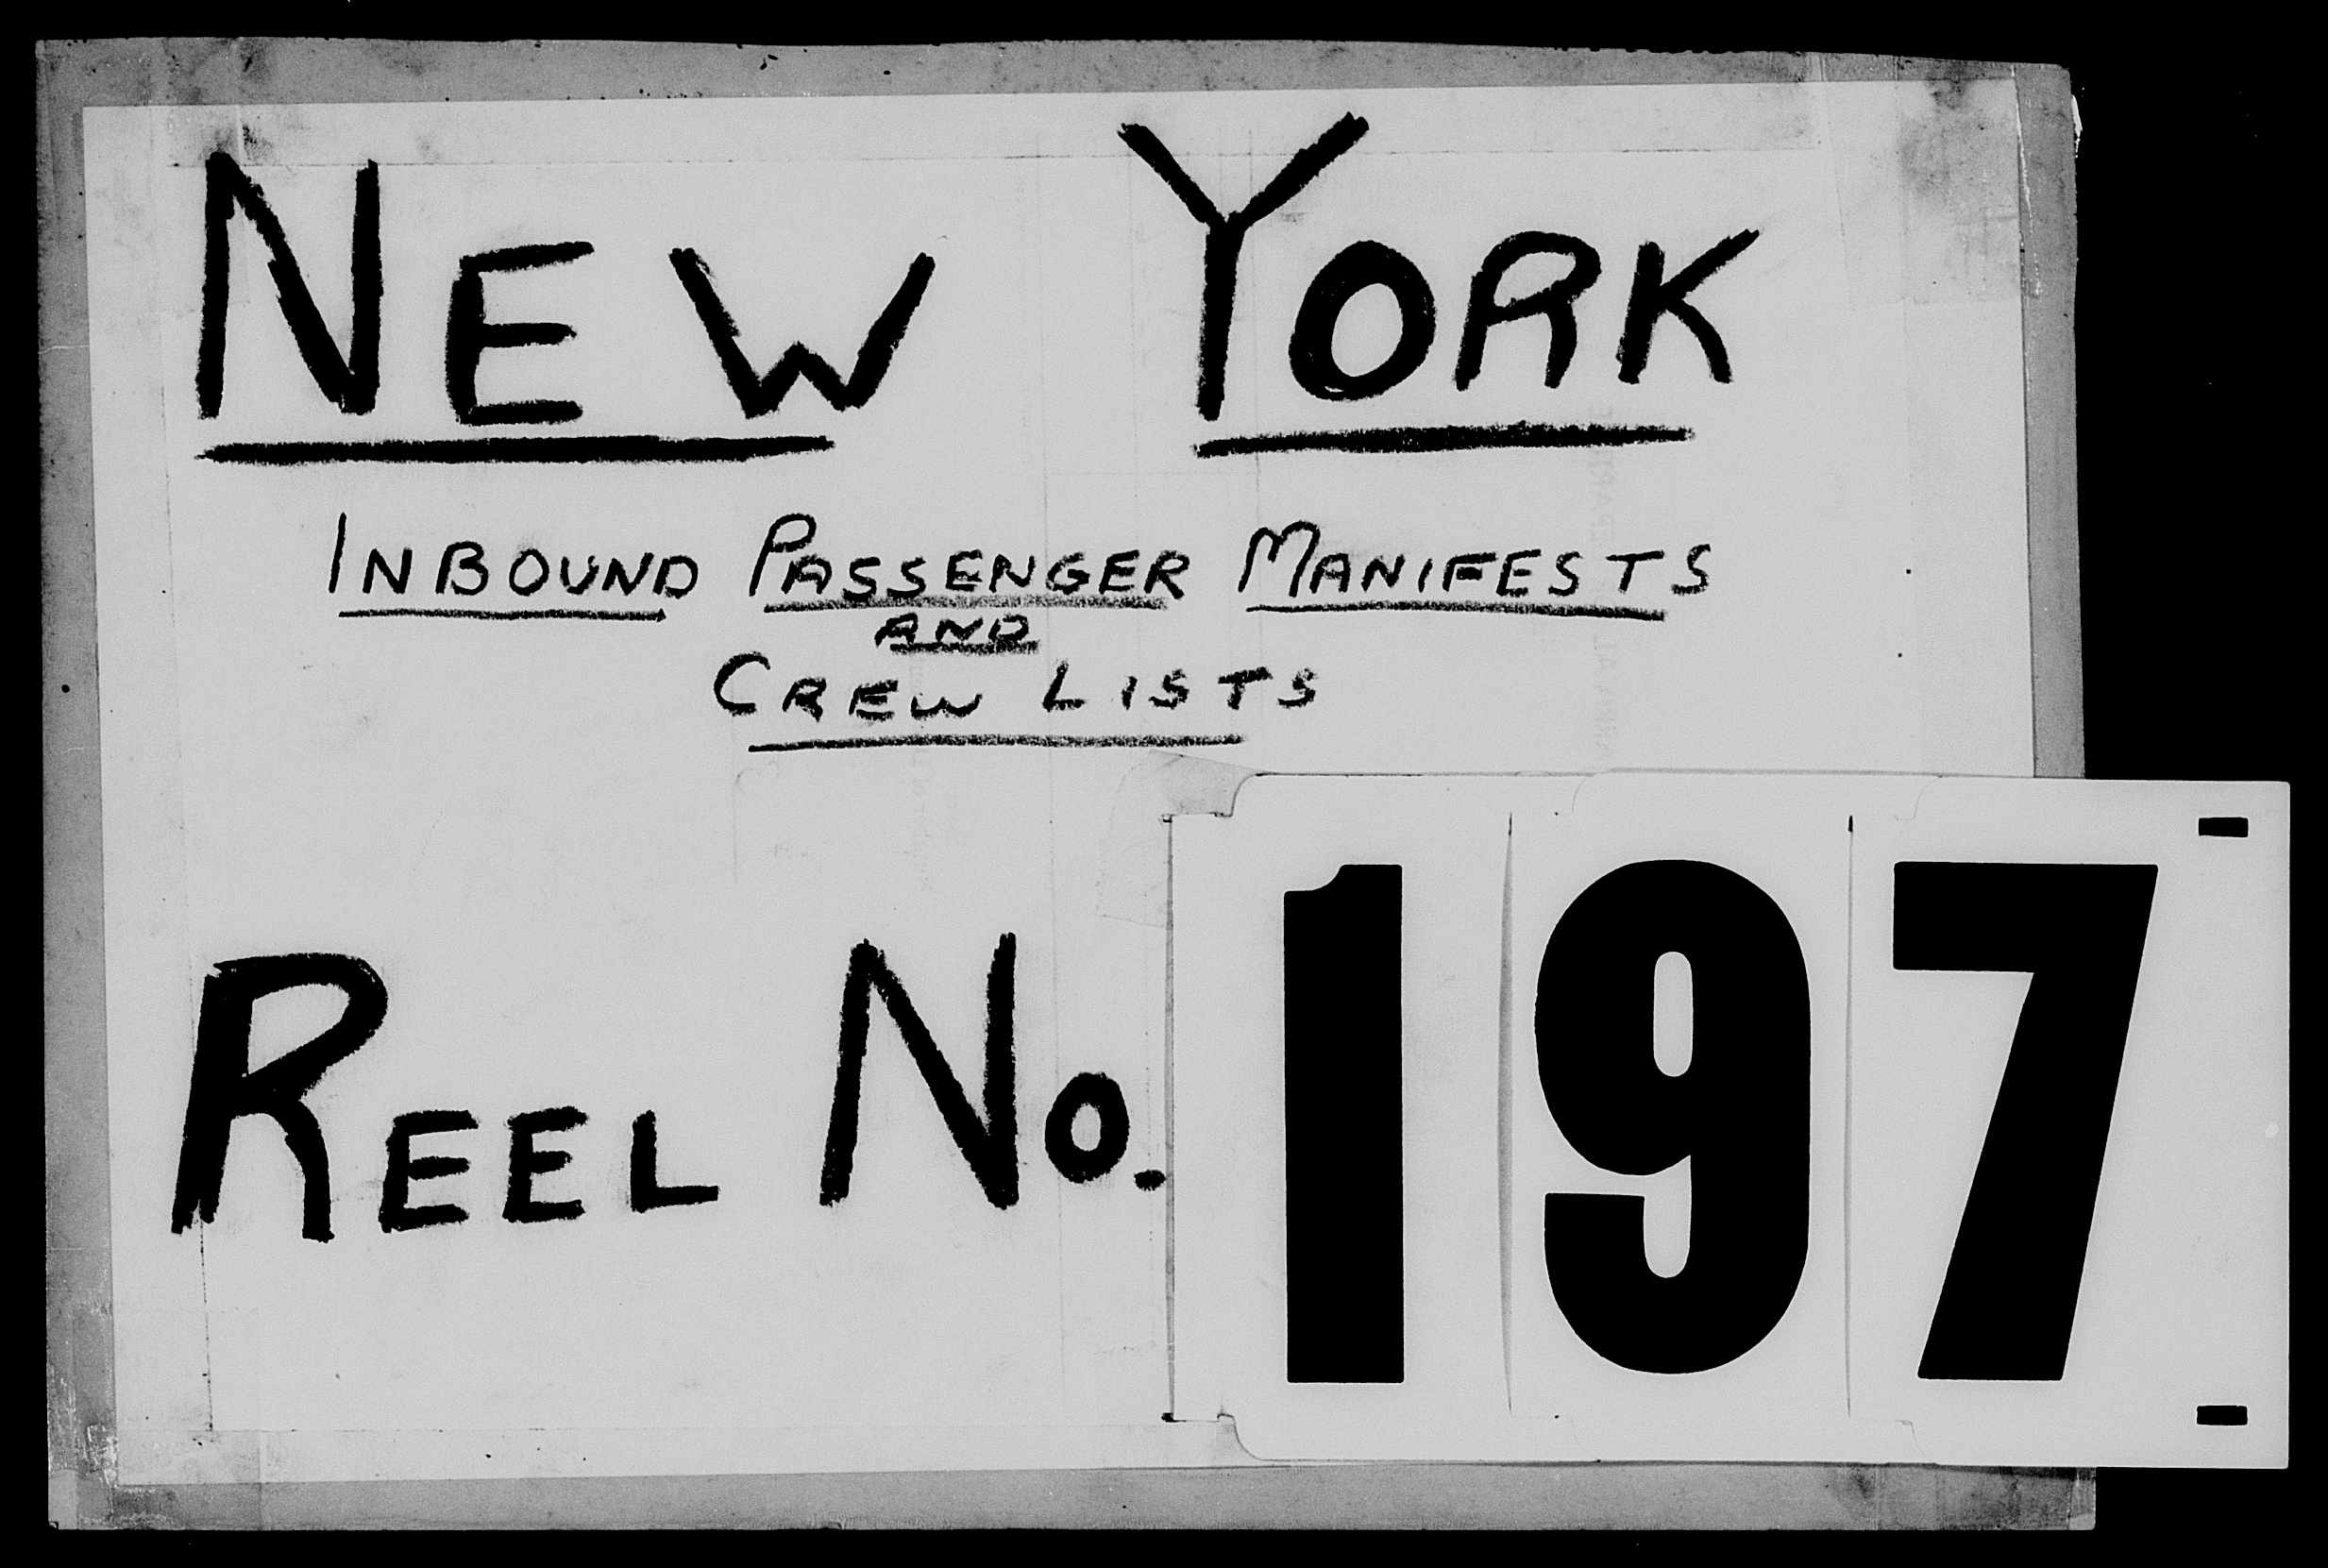 NEW YORK
INBOUND PASSENGER MANIFESTS
AND
CREW LISTS
REEL NO. 197